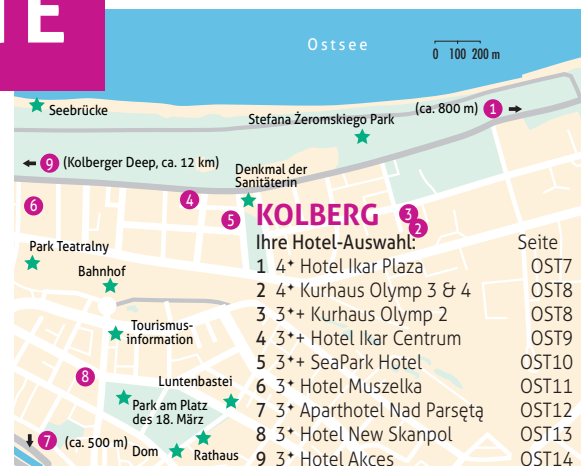 TE
Ostsee
0 100 200 m
Seebrücke
Stefana Żeromskiego Park
(ca. 800 m) 1 →
← 9 (Kolberger Deep, ca. 12 km)
Denkmal der
Sanitäterin
4
6
5
3
2
KOLBERG
Ihre Hotel-Auswahl: Seite
1 4* Hotel Ikar Plaza OST7
2 4* Kurhaus Olymp 3 & 4 OST8
3 3*+ Kurhaus Olymp 2 OST8
4 3*+ Hotel Ikar Centrum OST9
5 3*+ SeaPark Hotel OST10
6 3* Hotel Muszelka OST11
7 3* Aparthotel Nad Parsętą OST12
8 3* Hotel New Skanpol OST13
9 3* Hotel Akces OST14
Park Teatralny
Bahnhof
Tourismus-
information
8
Luntenbastei
Park am Platz
des 18. März
↓ 7 (ca. 500 m)
Dom
Rathaus